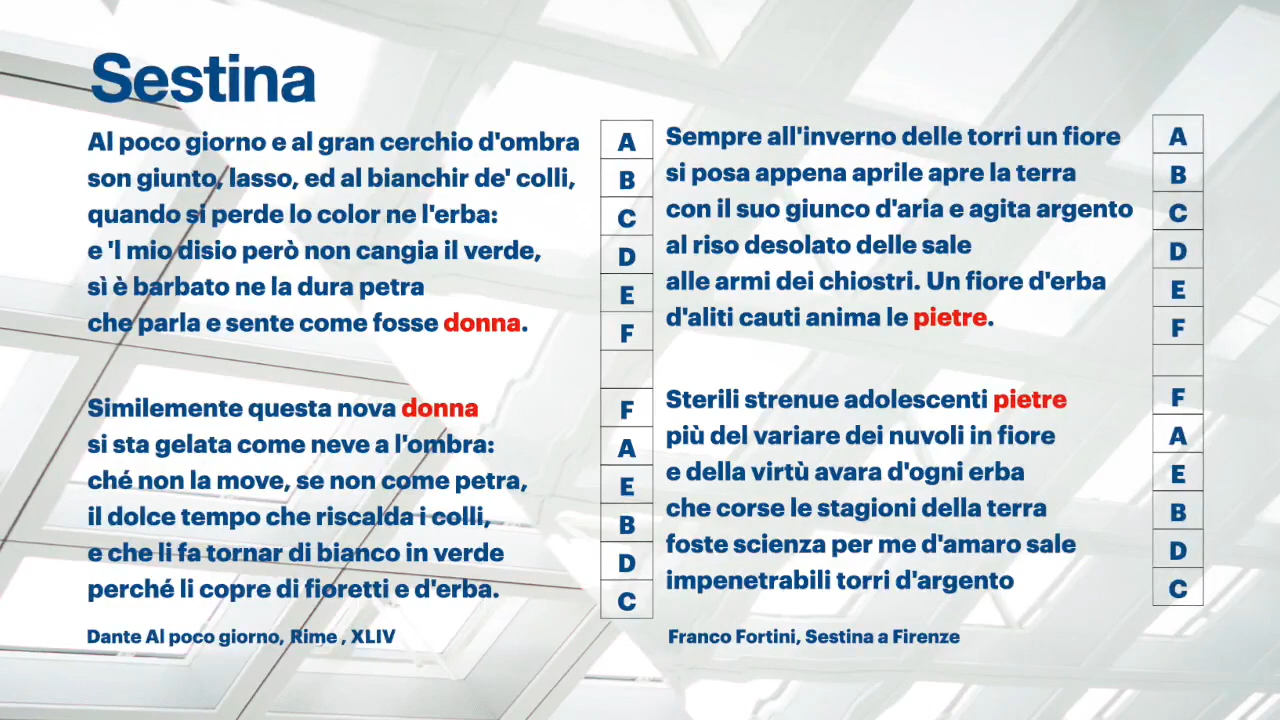 Sestina
Al poco giorno e al gran cerchio d'ombra
son giunto, lasso, ed al bianchir de' colli,
quando si perde lo color ne l'erba:
e 'l mio disio però non cangia il verde,
sì è barbato ne la dura petra
che parla e sente come fosse donna.
Similemente questa nova donna
si sta gelata come neve a l'ombra:
ché non la move, se non come petra,
il dolce tempo che riscalda i colli,
e che li fa tornar di bianco in verde
perché li copre di fioretti e d'erba.
Dante Al poco giorno, Rime , XLIV
A
B
C
D
E
F
F
A
E
B
D
C
Sempre all'inverno delle torri un fiore
si posa appena aprile apre la terra
con il suo giunco d'aria e agita argento
al riso desolato delle sale
alle armi dei chiostri. Un fiore d'erba
d'aliti cauti anima le pietre.
Sterili strenue adolescenti pietre
più del variare dei nuvoli in fiore
e della virtù avara d'ogni erba
che corse le stagioni della terra
foste scienza per me d'amaro sale
impenetrabili torri d'argento
Franco Fortini, Sestina a Firenze
A
B
C
D
E
F
F
A
E
B
D
C